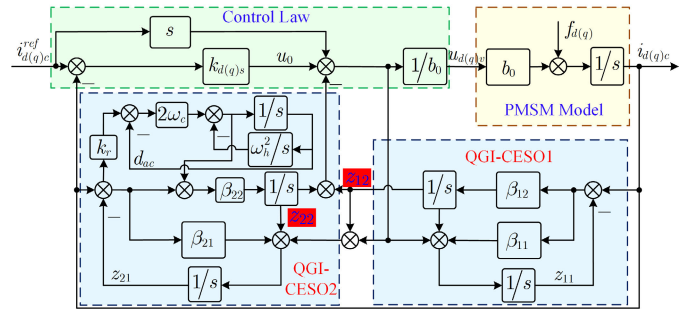 Control Law
i_{d(q)c}^{ref}
s
k_{d(q)s}
u_0
1/b_0
u_{d(q)v}
b_0
f_{d(q)}
1/s
i_{d(q)c}
PMSM Model
−
−
k_r
−
2ω_c
−
1/s
ω_h^2/s
d_{ac}
β_{22}
1/s
z_{12}
z_{22}
β_{21}
−
z_{21}
1/s
QGI-
CESO2
QGI-CESO1
1/s
β_{12}
β_{11}
−
1/s
z_{11}